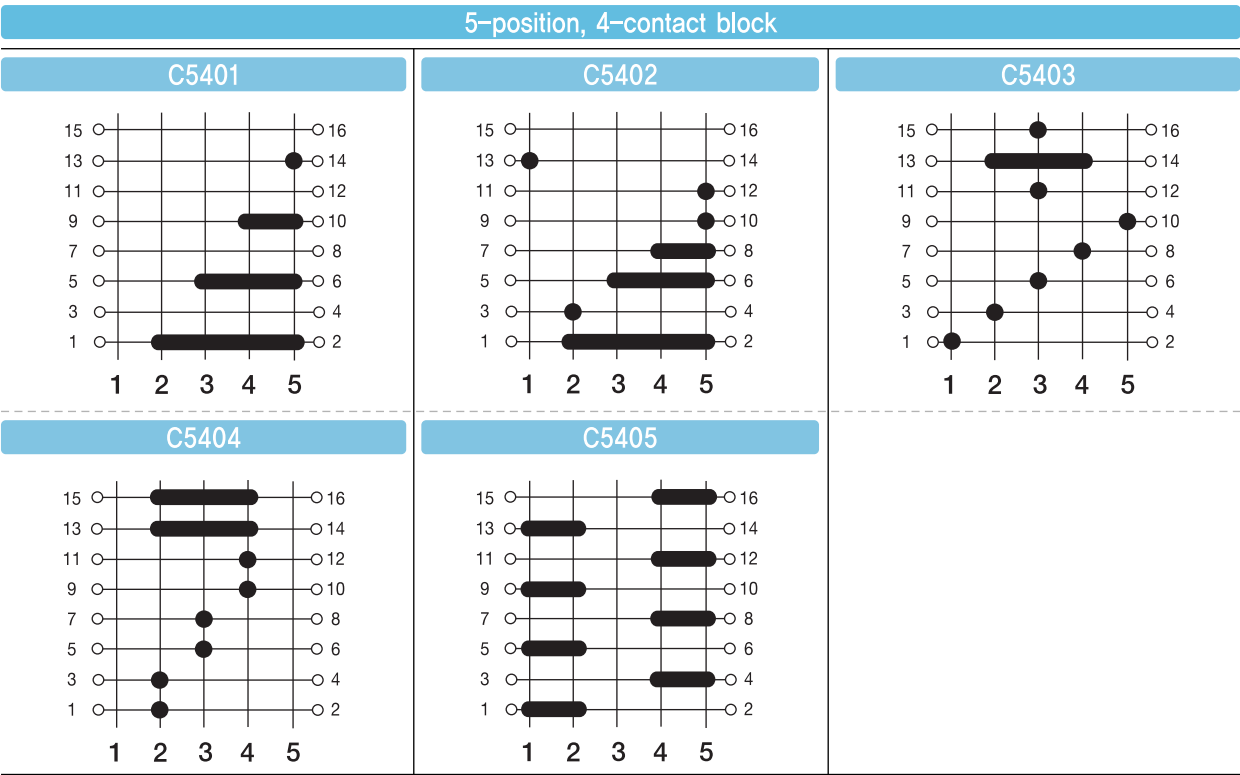 5-position, 4-contact block
C5401 C5402 C5403
15 16 15 16 15 16
13 14 13 14 13 14
11 12 11 12 11 12
9 10 9 10 9 10
7 8 7 8 7 8
5 6 5 6 5 6
3 4 3 4 3 4
1 2 1 2 1 2
1 2 3 4 5 1 2 3 4 5 1 2 3 4 5
C5404 C5405
15 16 15 16
13 14 13 14
11 12 11 12
9 10 9 10
7 8 7 8
5 6 5 6
3 4 3 4
1 2 1 2
1 2 3 4 5 1 2 3 4 5